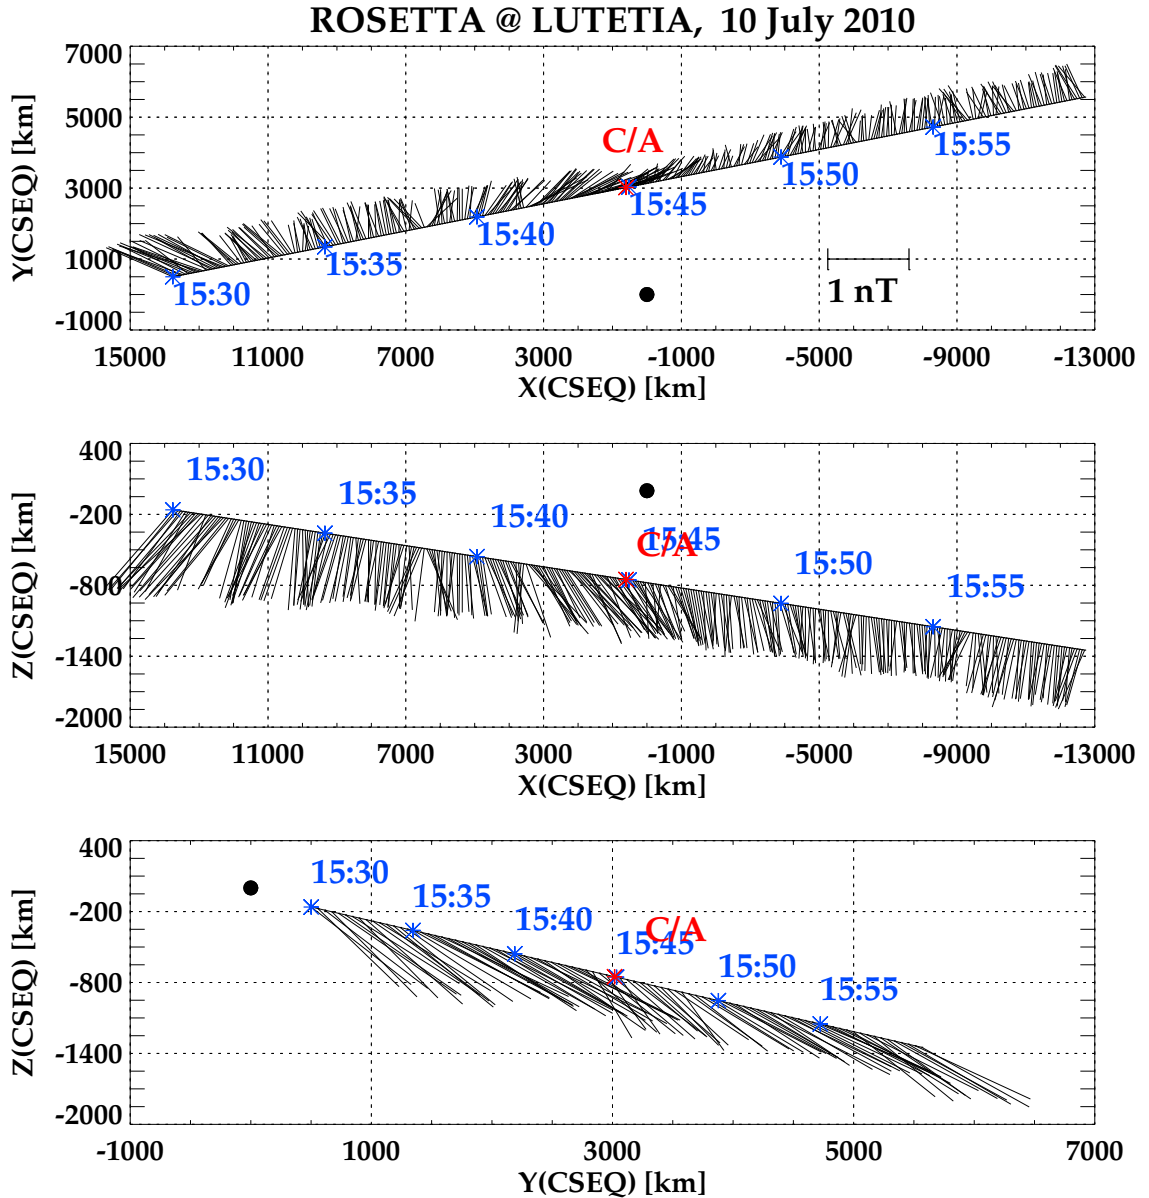 ROSETTA @ LUTETIA,  10 July 2010
7000
5000
3000
1000
-1000
Y(CSEQ) [km]
C/A
15:30
15:35
15:40
15:45
15:50
15:55
1 nT
15000 11000 7000 3000 -1000 -5000 -9000 -13000
X(CSEQ) [km]
400
-200
-800
-1400
-2000
Z(CSEQ) [km]
15:30
15:35
15:40
15:45
C/A
15:50
15:55
15000 11000 7000 3000 -1000 -5000 -9000 -13000
X(CSEQ) [km]
400
-200
-800
-1400
-2000
Z(CSEQ) [km]
15:30
15:35
15:40
15:45
C/A
15:50
15:55
-1000 1000 3000 5000 7000
Y(CSEQ) [km]